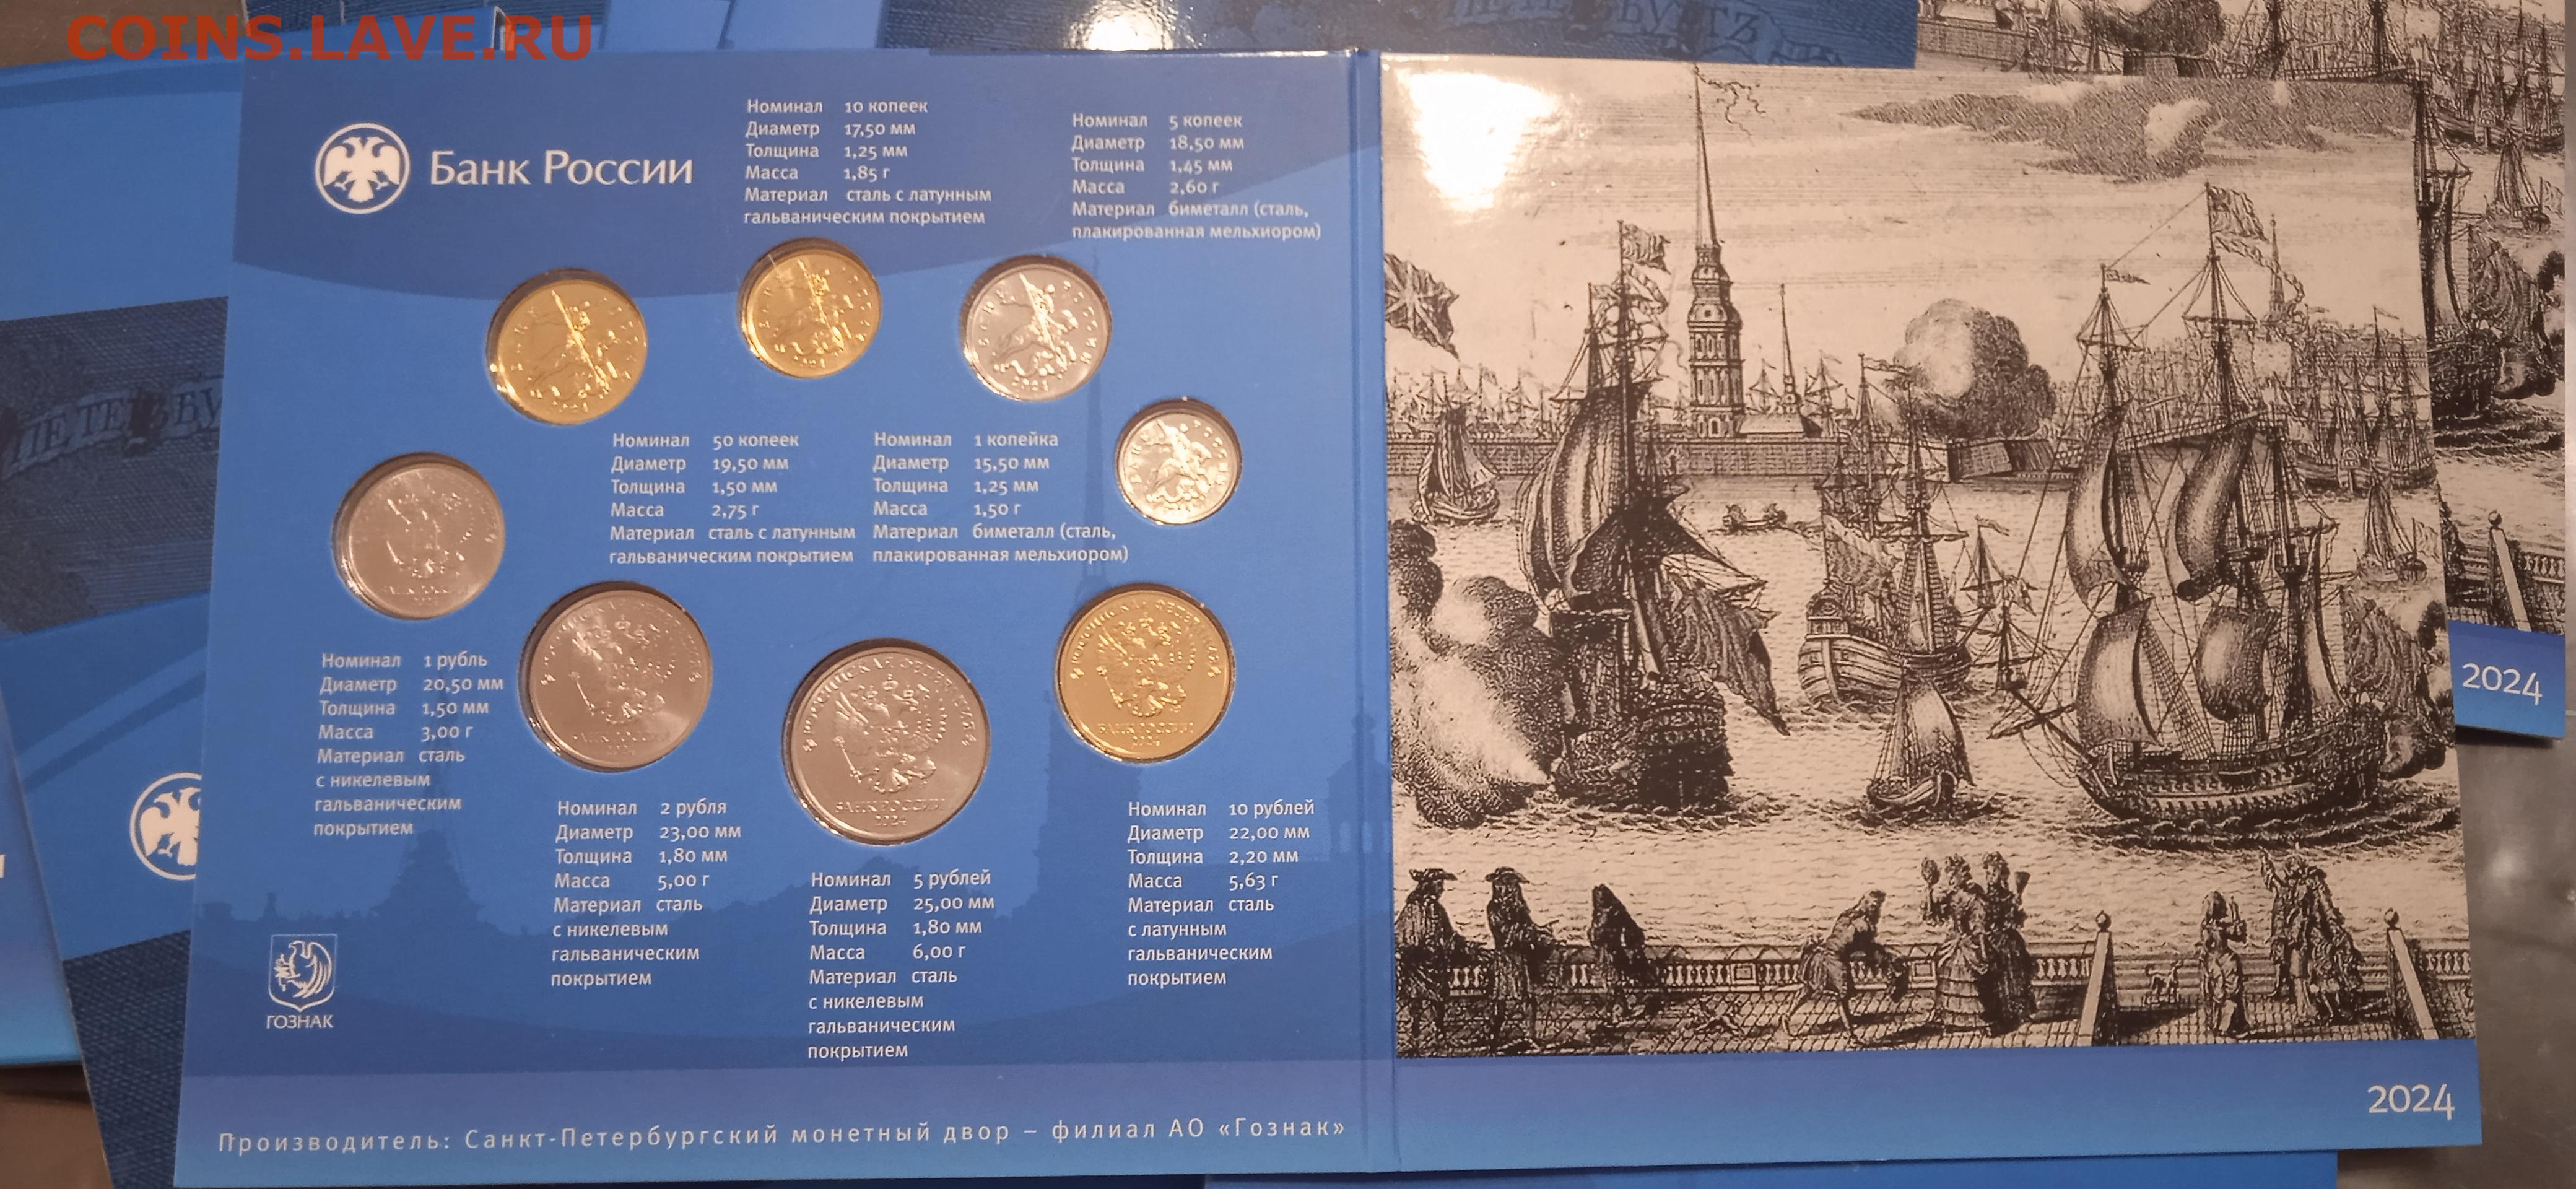 COINS.LAVE.RU
Банк России
Номинал 10 копеек
Диаметр 17,50 мм
Толщина 1,25 мм
Масса 1,85 г
Материал сталь с латунным
гальваническим покрытием
Номинал 5 копеек
Диаметр 18,50 мм
Толщина 1,45 мм
Масса 2,60 г
Материал биметалл (сталь,
плакированная мельхиором)
Номинал 50 копеек
Диаметр 19,50 мм
Толщина 1,50 мм
Масса 2,75 г
Материал сталь с латунным
гальваническим покрытием
Номинал 1 копейка
Диаметр 15,50 мм
Толщина 1,25 мм
Масса 1,50 г
Материал биметалл (сталь,
плакированная мельхиором)
Номинал 1 рубль
Диаметр 20,50 мм
Толщина 1,50 мм
Масса 3,00 г
Материал сталь
с никелевым
гальваническим
покрытием
Номинал 2 рубля
Диаметр 23,00 мм
Толщина 1,80 мм
Масса 5,00 г
Материал сталь
с никелевым
гальваническим
покрытием
БАНК РОССИИ
2024
Номинал 5 рублей
Диаметр 25,00 мм
Толщина 1,80 мм
Масса 6,00 г
Материал сталь
с никелевым
гальваническим
покрытием
БАНК РОССИИ
2024
Номинал 10 рублей
Диаметр 22,00 мм
Толщина 2,20 мм
Масса 5,63 г
Материал сталь
с латунным
гальваническим
покрытием
ГОЗНАК
Производитель: Санкт-Петербургский монетный двор – филиал АО «Гознак»
2024
2024